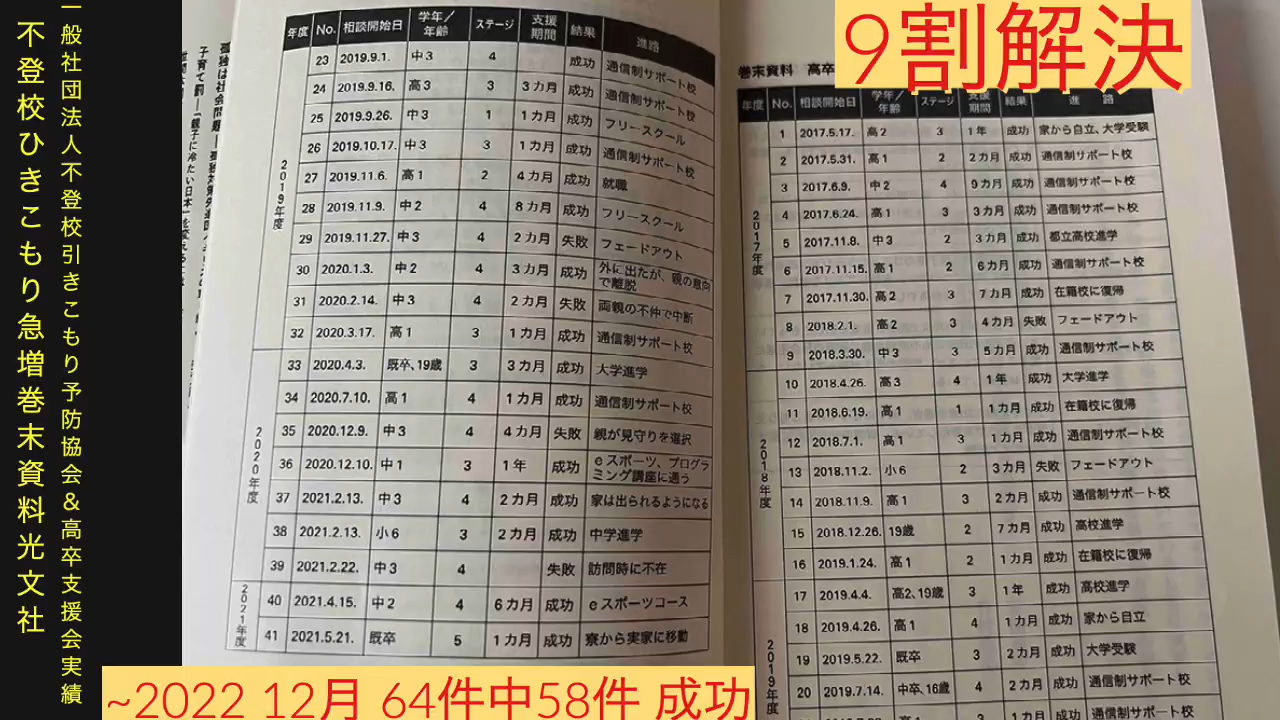 一般社団法人不登校引きこもり予防協会&高卒支援会実績
不登校ひきこもり急増巻末資料光文社
9割解決
年度 No. 相談開始日 学年/年齢 ステージ 支援期間 結果 進路
2019年度
23 2019.9.1. 中3 4 成功 通信制サポート校
24 2019.9.16. 高3 3 3カ月 成功 通信制サポート校
25 2019.9.26. 中3 1 1カ月 成功 フリースクール
26 2019.10.17. 中3 3 1カ月 成功 通信制サポート校
27 2019.11.6. 高1 2 4カ月 成功 就職
28 2019.11.9. 中2 4 8カ月 成功 フリースクール
29 2019.11.27. 中3 4 2カ月 失敗 フェードアウト
30 2020.1.3. 中2 4 3カ月 成功 外に出たが、親の意向で離脱
31 2020.2.14. 中3 4 2カ月 失敗 両親の不仲で中断
32 2020.3.17. 高1 3 1カ月 成功 通信制サポート校
2020年度
33 2020.4.3. 既卒、19歳 3 3カ月 成功 大学進学
34 2020.7.10. 高1 4 1カ月 成功 通信制サポート校
35 2020.12.9. 中3 4 4カ月 失敗 親が見守りを選択
36 2020.12.10. 中1 3 1年 成功 eスポーツ、プログラミング講座に通う
37 2021.2.13. 中3 4 2カ月 成功 家は出られるようになる
38 2021.2.13. 小6 3 2カ月 成功 中学進学
39 2021.2.22. 中3 4 失敗 訪問時に不在
2021年度
40 2021.4.15. 中2 4 6カ月 成功 eスポーツコース
41 2021.5.21. 既卒 5 1カ月 成功 寮から実家に移動
巻末資料 高卒
年度 No. 相談開始日 学年/年齢 ステージ 支援期間 結果 進路
2017年度
1 2017.5.17. 高2 3 1年 成功 家から自立、大学受験
2 2017.5.31. 高1 2 2カ月 成功 通信制サポート校
3 2017.6.9. 中2 4 9カ月 成功 通信制サポート校
4 2017.6.24. 高1 3 3カ月 成功 通信制サポート校
5 2017.11.8. 中3 2 3カ月 成功 都立高校進学
6 2017.11.15. 高1 2 6カ月 成功 通信制サポート校
7 2017.11.30. 高2 3 7カ月 成功 在籍校に復帰
8 2018.2.1. 高2 3 4カ月 失敗 フェードアウト
9 2018.3.30. 中3 3 5カ月 成功 通信制サポート校
2018年度
10 2018.4.26. 高3 4 1年 成功 大学進学
11 2018.6.19. 高1 1 1カ月 成功 在籍校に復帰
12 2018.7.1. 高1 3 1カ月 成功 通信制サポート校
13 2018.11.2. 小6 2 3カ月 失敗 フェードアウト
14 2018.11.9. 高1 3 2カ月 成功 通信制サポート校
15 2018.12.26. 19歳 2 7カ月 成功 高校進学
16 2019.1.24. 高1 2 1カ月 成功 在籍校に復帰
2019年度
17 2019.4.4. 高2、19歳 3 1年 成功 高校進学
18 2019.4.26. 高1 4 1カ月 成功 家から自立
19 2019.5.22. 既卒 3 2カ月 成功 大学受験
20 2019.7.14. 中卒、16歳 4 2カ月 成功 通信制サポート校
~2022 12月 64件中58件 成功